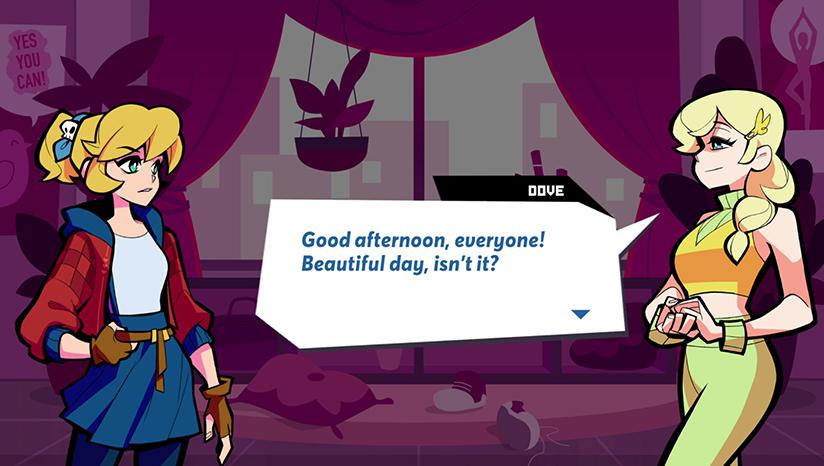 YES
YOU
CAN!
DOVE
Good afternoon, everyone!
Beautiful day, isn't it?